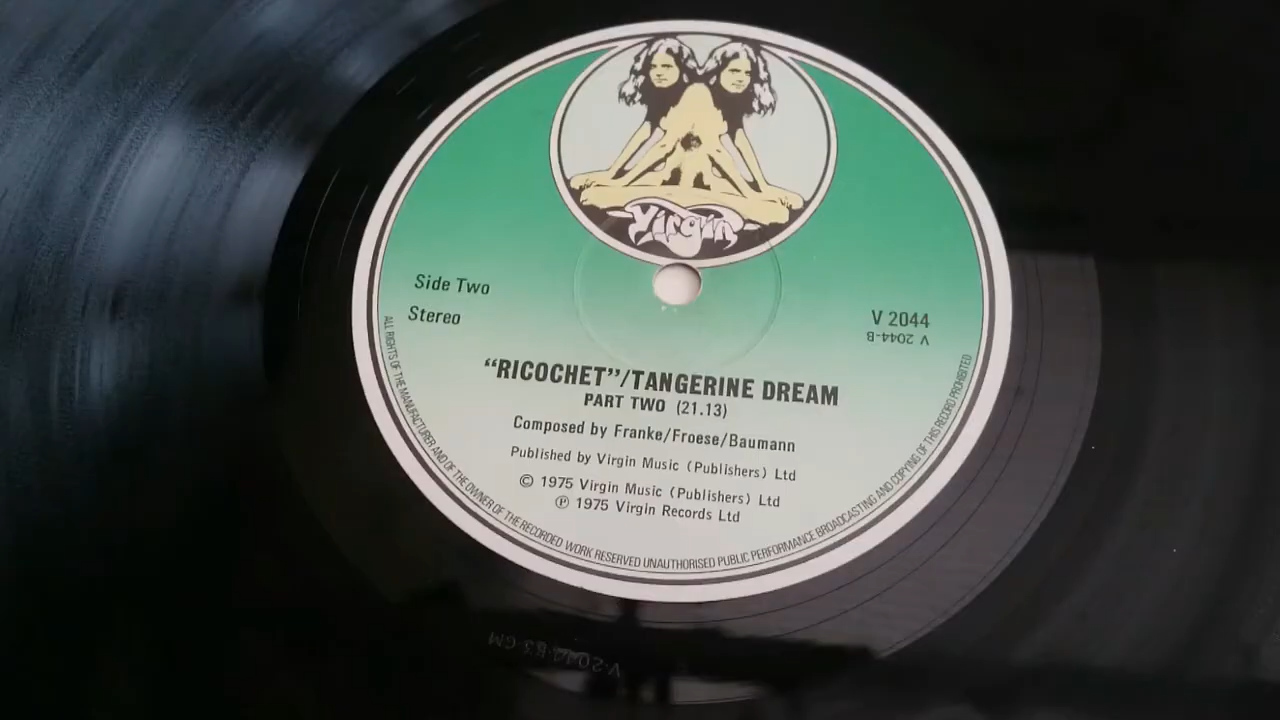 Virgin
Side Two
Stereo
V 2044
V 2044-B
“RICOCHET”/TANGERINE DREAM
PART TWO (21.13)
Composed by Franke/Froese/Baumann
Published by Virgin Music (Publishers) Ltd
© 1975 Virgin Music (Publishers) Ltd
℗ 1975 Virgin Records Ltd
ALL RIGHTS OF THE MANUFACTURER AND OF THE OWNER OF THE RECORDED WORK RESERVED UNAUTHORISED PUBLIC PERFORMANCE BROADCASTING AND COPYING OF THIS RECORD PROHIBITED
V-2044-B3-GM